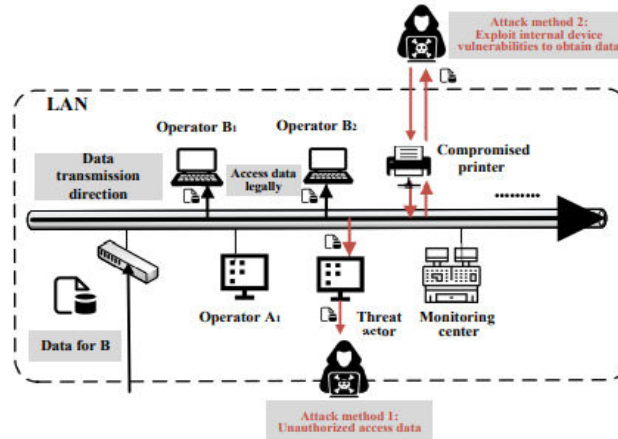 Attack method 2:
Exploit internal device
vulnerabilities to obtain data
LAN
Operator B1
Operator B2
Compromised
printer
Data
transmission
direction
Access data
legally
.........
Data for B
Operator A1
Threat
actor
Monitoring
center
Attack method 1:
Unauthorized access data